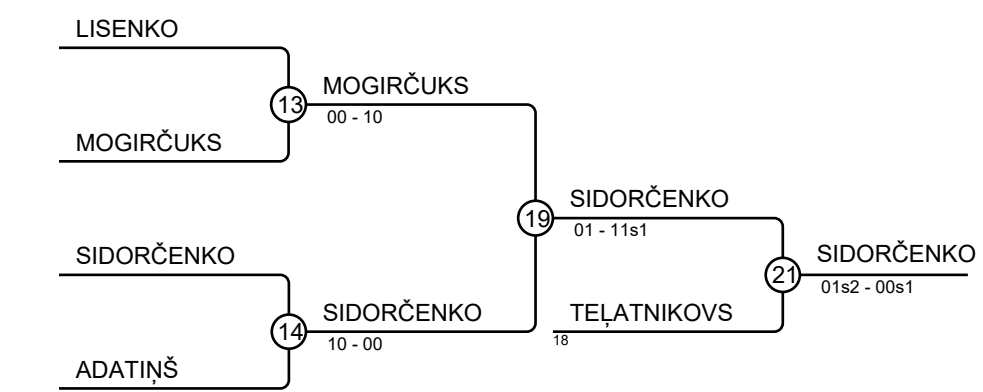 LISENKO
13
MOGIRČUKS
00 - 10
MOGIRČUKS
19
SIDORČENKO
01 - 11s1
SIDORČENKO
21
SIDORČENKO
01s2 - 00s1
14
SIDORČENKO
10 - 00
TEĻATNIKOVS
18
ADATIŅŠ